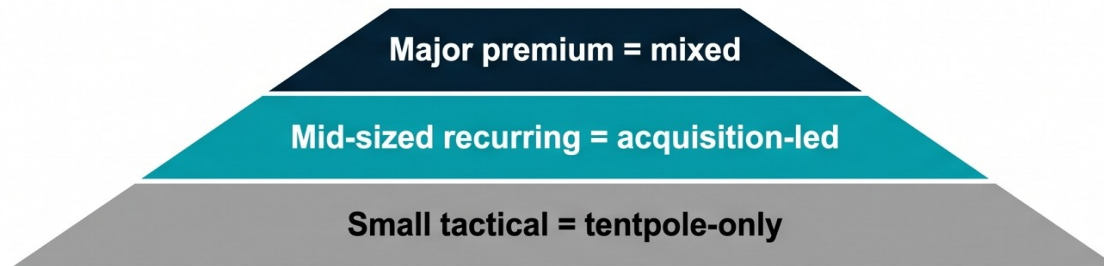 Major premium = mixed
Mid-sized recurring = acquisition-led
Small tactical = tentpole-only